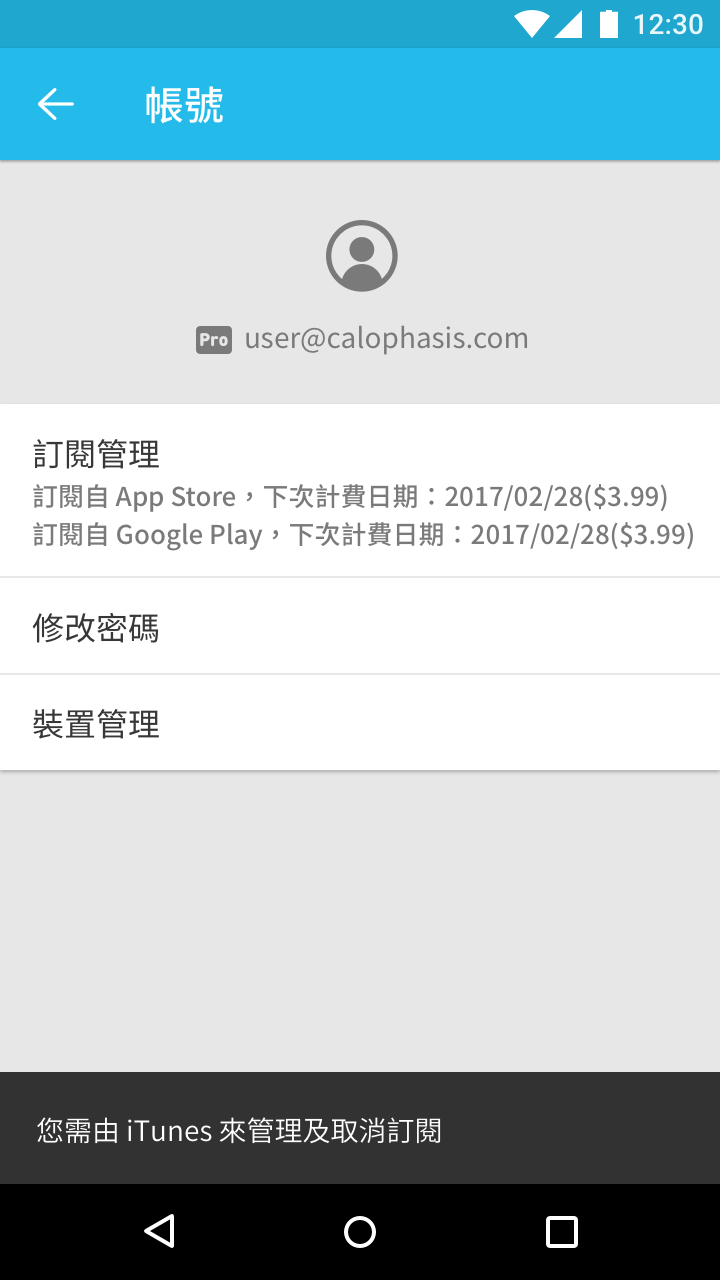 12:30
帳號
Pro user@calophasis.com
訂閱管理
訂閱自 App Store，下次計費日期：2017/02/28($3.99)
訂閱自 Google Play，下次計費日期：2017/02/28($3.99)
修改密碼
裝置管理
您需由 iTunes 來管理及取消訂閱